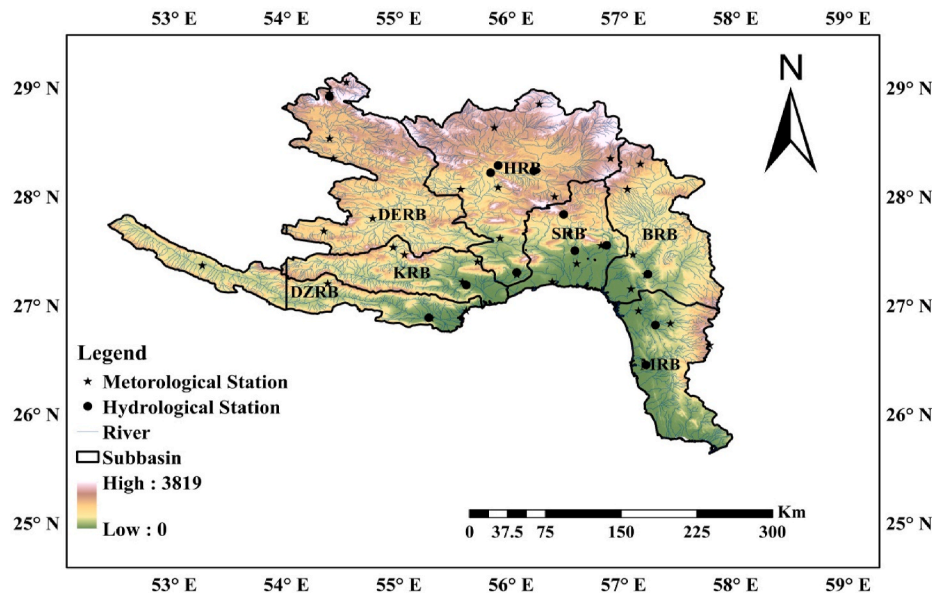 53° E 54° E 55° E 56° E 57° E 58° E 59° E
N
29° N 29° N
28° N 28° N
27° N 27° N
26° N 26° N
25° N 25° N
HRB
DERB
SRB
BRB
KRB
DZRB
IRB
Legend
Metorological Station
Hydrological Station
River
Subbasin
High : 3819
Low : 0
Km
0 37.5 75 150 225 300
53° E 54° E 55° E 56° E 57° E 58° E 59° E